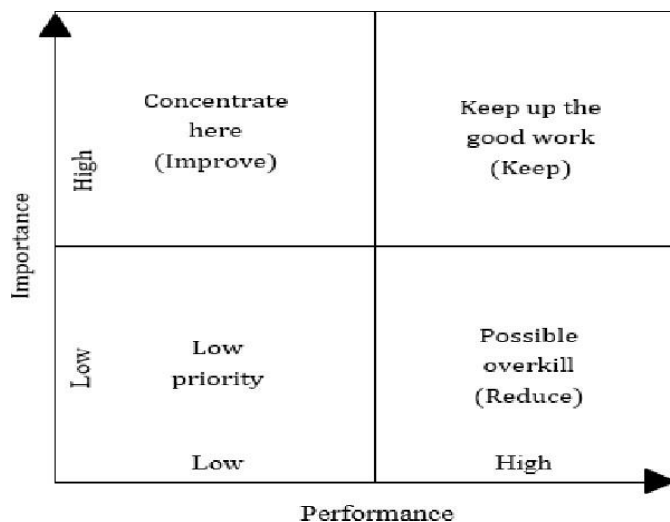 Concentrate
here
(Improve)
Keep up the
good work
(Keep)
High
Importance
Low
priority
Low
Possible
overkill
(Reduce)
Low
High
Performance